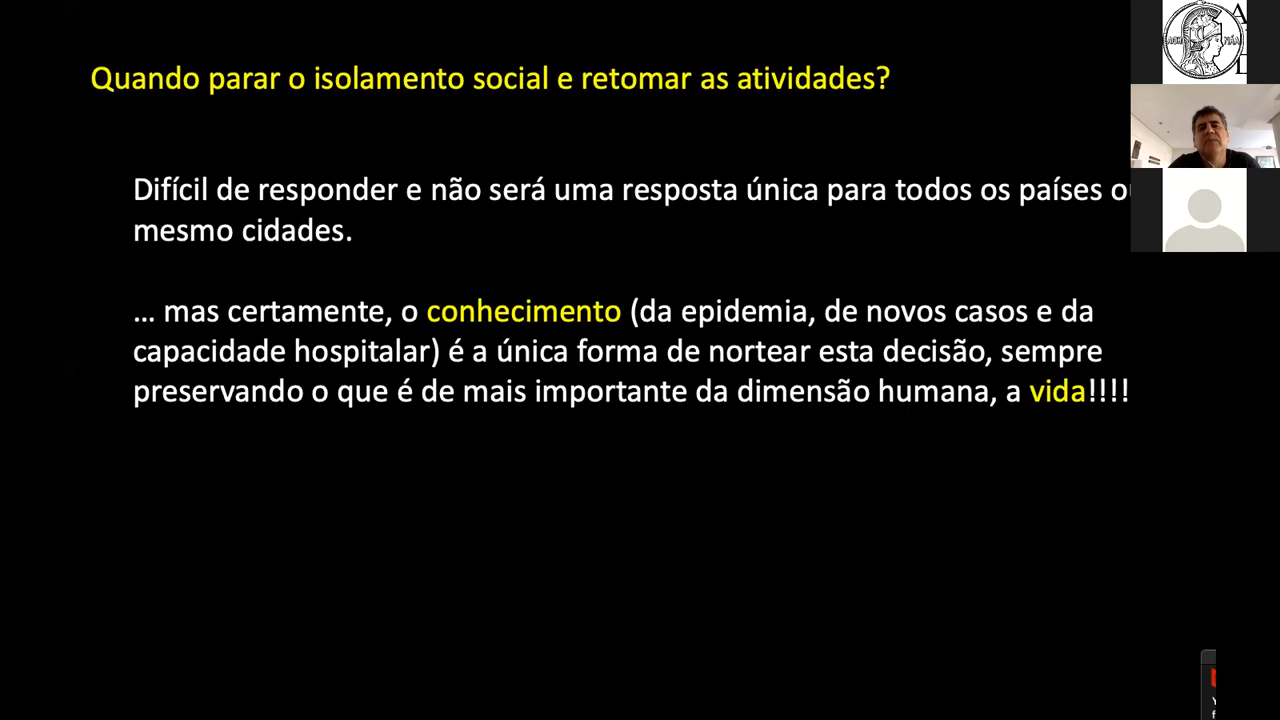 Quando parar o isolamento social e retomar as atividades?
Difícil de responder e não será uma resposta única para todos os países
mesmo cidades.
... mas certamente, o conhecimento (da epidemia, de novos casos e da
capacidade hospitalar) é a única forma de nortear esta decisão, sempre
preservando o que é de mais importante da dimensão humana, a vida!!!!